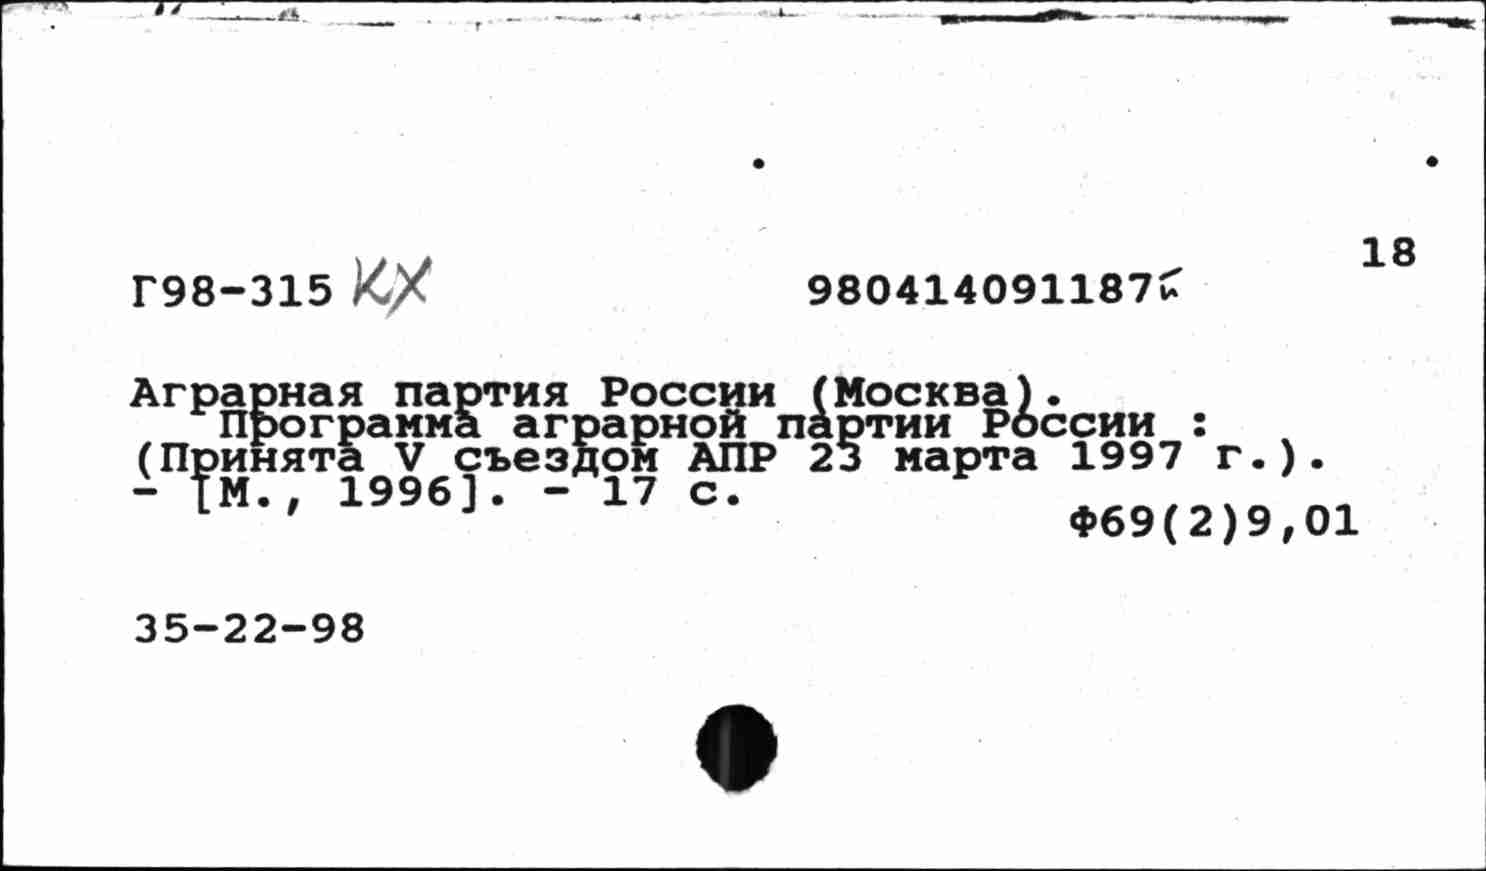 18
Г98-315 КХ 980414091187
Аграрная партия России (Москва).
Программа аграрной партии России :
(Принята V съездом АПР 23 марта 1997 г.).
- [М., 1996]. - 17 с.
Ф69(2)9,01
35-22-98